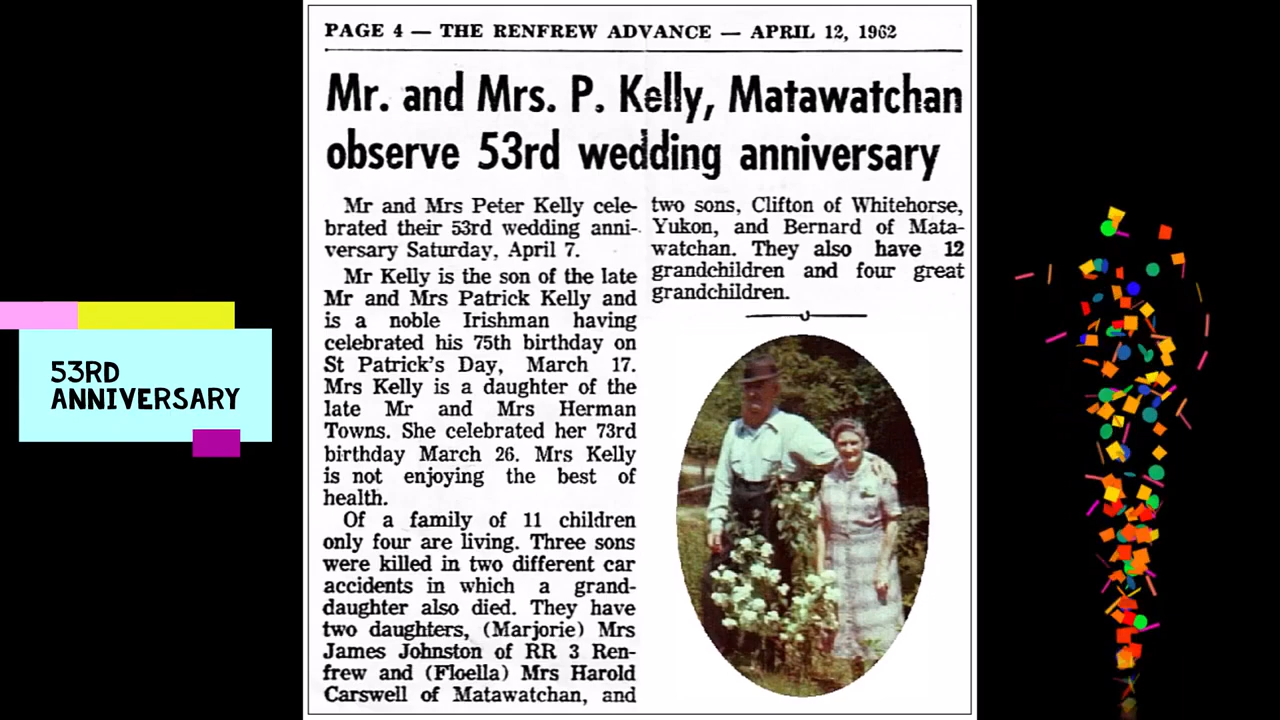 PAGE 4 — THE RENFREW ADVANCE — APRIL 12, 1962
Mr. and Mrs. P. Kelly, Matawatchan
observe 53rd wedding anniversary
Mr and Mrs Peter Kelly cele-
brated their 53rd wedding anni-
versary Saturday, April 7.
Mr Kelly is the son of the late
Mr and Mrs Patrick Kelly and
is a noble Irishman having
celebrated his 75th birthday on
St Patrick's Day, March 17.
Mrs Kelly is a daughter of the
late Mr and Mrs Herman
Towns. She celebrated her 73rd
birthday March 26. Mrs Kelly
is not enjoying the best of
health.
Of a family of 11 children
only four are living. Three sons
were killed in two different car
accidents in which a grand-
daughter also died. They have
two daughters, (Marjorie) Mrs
James Johnston of RR 3 Ren-
frew and (Floella) Mrs Harold
Carswell of Matawatchan, and
two sons, Clifton of Whitehorse,
Yukon, and Bernard of Mata-
watchan. They also have 12
grandchildren and four great
grandchildren.
53RD
ANNIVERSARY